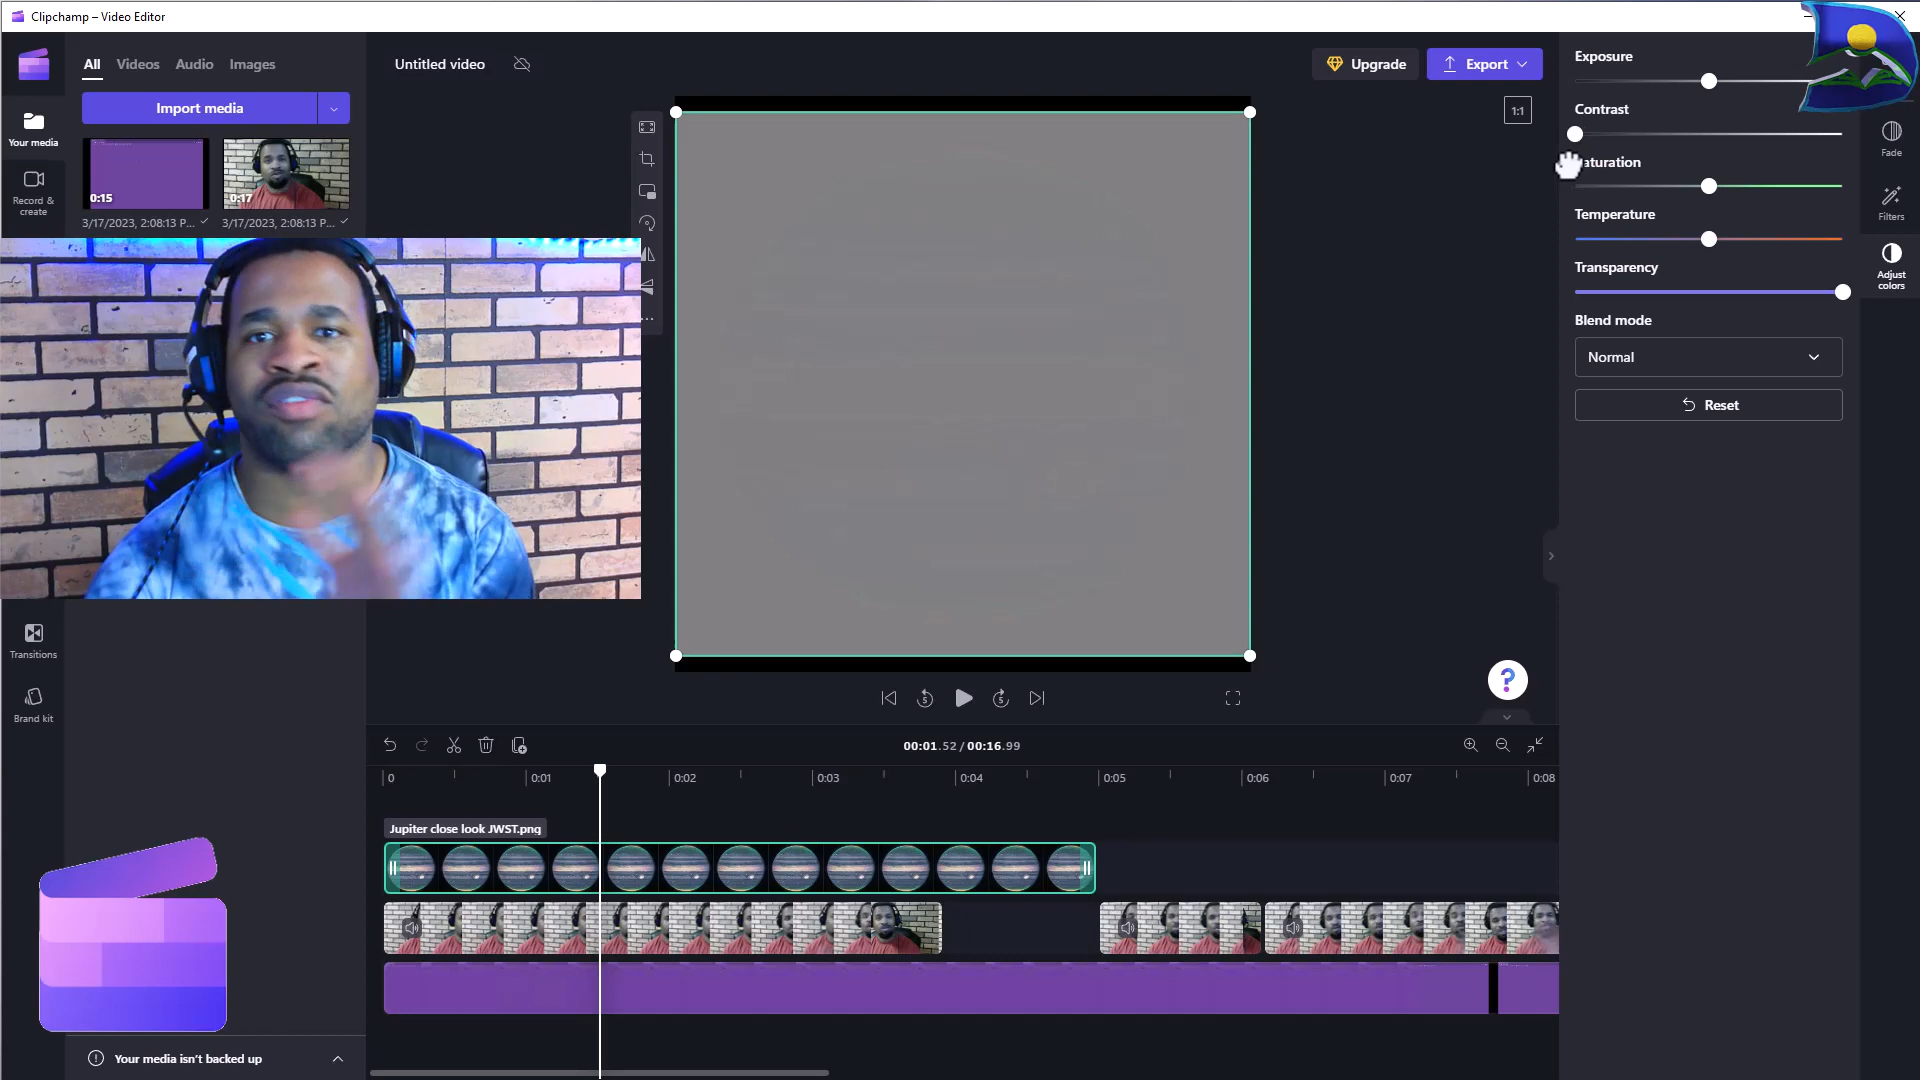 Clipchamp – Video Editor
All
Videos
Audio
Images
Import media
Your media
Record &
create
0:15
0:17
3/17/2023, 2:08:13 P...
3/17/2023, 2:08:13 P...
Transitions
Brand kit
Your media isn't backed up
Untitled video
Upgrade
Export
1:1
5
5
?
00:01.52 / 00:16.99
0
0:01
0:02
0:03
0:04
0:05
0:06
0:07
0:08
Jupiter close look JWST.png
Exposure
Contrast
aturation
Temperature
Transparency
Blend mode
Normal
Reset
Fade
Filters
Adjust
colors